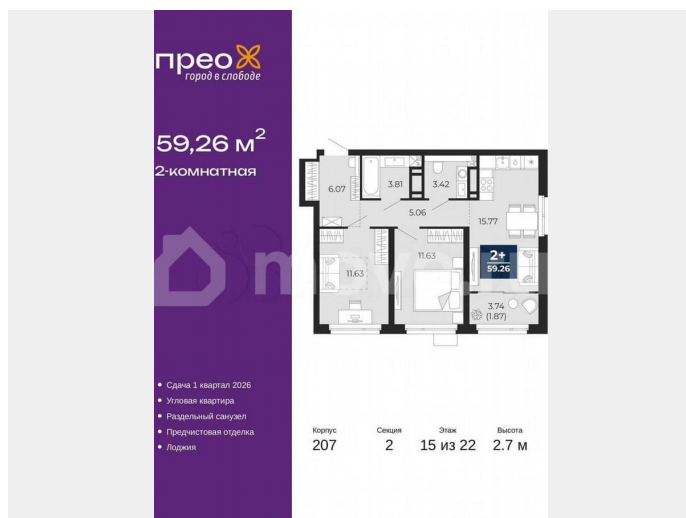 прео
город в слободе
59,26 м²
2-комнатная
6.07
3.81
3.42
5.06
15.77
11.63
11.63
2+
59.26
3.74
(1.87)
Сдача 1 квартал 2026
Угловая квартира
Раздельный санузел
Предчистовая отделка
Лоджия
Корпус Секция Этаж Высота
207 2 15 из 22 2.7 м